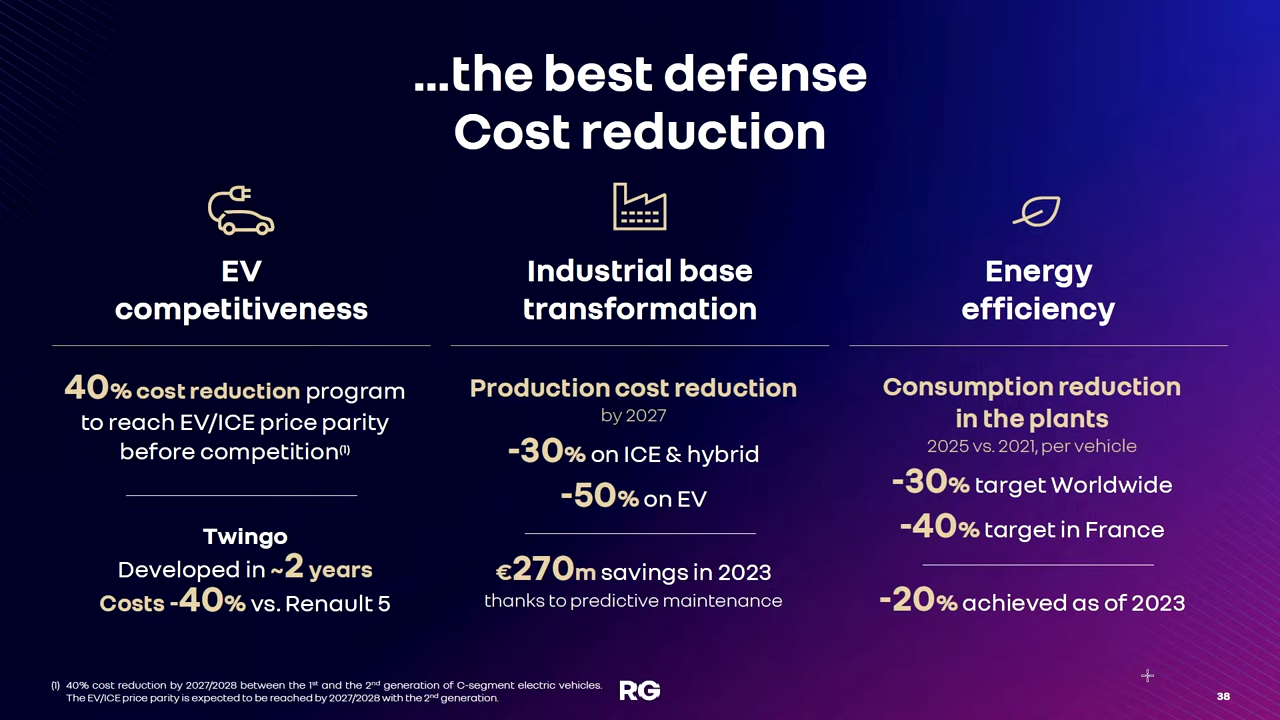 ...the best defense
Cost reduction
EV
competitiveness
40% cost reduction program
to reach EV/ICE price parity
before competition(1)
Twingo
Developed in ~2 years
Costs -40% vs. Renault 5
Industrial base
transformation
Production cost reduction
by 2027
-30% on ICE & hybrid
-50% on EV
€270m savings in 2023
thanks to predictive maintenance
Energy
efficiency
Consumption reduction
in the plants
2025 vs. 2021, per vehicle
-30% target Worldwide
-40% target in France
-20% achieved as of 2023
(1) 40% cost reduction by 2027/2028 between the 1st and the 2nd generation of C-segment electric vehicles.
The EV/ICE price parity is expected to be reached by 2027/2028 with the 2nd generation.
RG
38